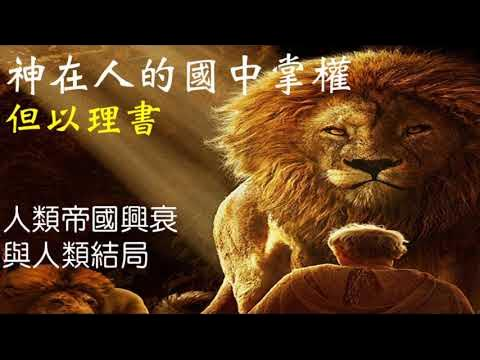 神在人的國中掌權
但以理書
人類帝國興衰
與人類結局